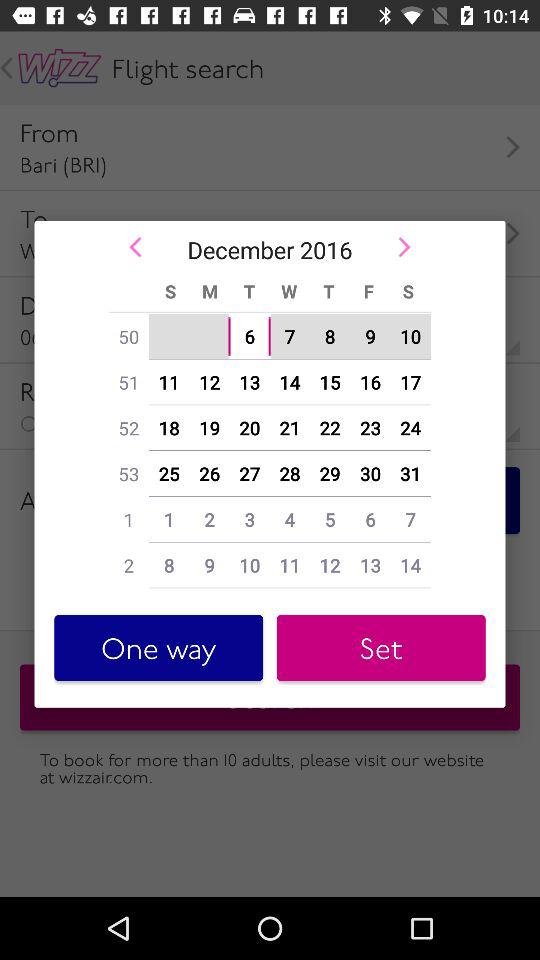 10:14
Wizz Flight search
From
Bari (BRI)
To
W
D
06
R
A
December 2016
S M T W T F S
50 6 7 8 9 10
51 11 12 13 14 15 16 17
52 18 19 20 21 22 23 24
53 25 26 27 28 29 30 31
1 1 2 3 4 5 6 7
2 8 9 10 11 12 13 14
One way Set
To book for more than 10 adults, please visit our website
at wizzair.com.